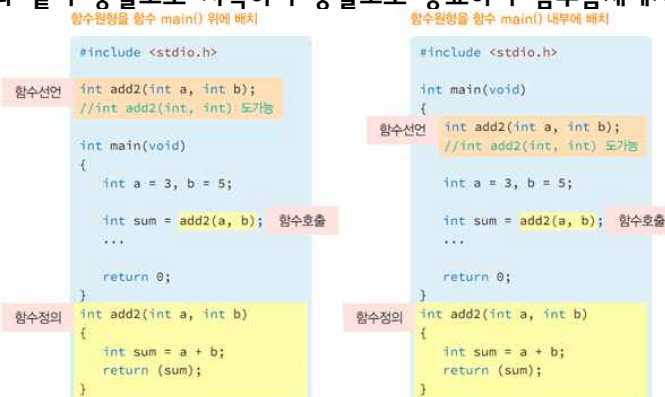 함수원형을 함수 main() 위에 배치
#include <stdio.h>
함수선언
int add2(int a, int b);
//int add2(int, int) 도가능
int main(void)
{
int a = 3, b = 5;
int sum = add2(a, b); 함수호출
...
return 0;
}
함수정의
int add2(int a, int b)
{
int sum = a + b;
return (sum);
}
함수원형을 함수 main() 내부에 배치
#include <stdio.h>
int main(void)
{
함수선언
int add2(int a, int b);
//int add2(int, int) 도가능
int a = 3, b = 5;
int sum = add2(a, b); 함수호출
...
return 0;
}
함수정의
int add2(int a, int b)
{
int sum = a + b;
return (sum);
}